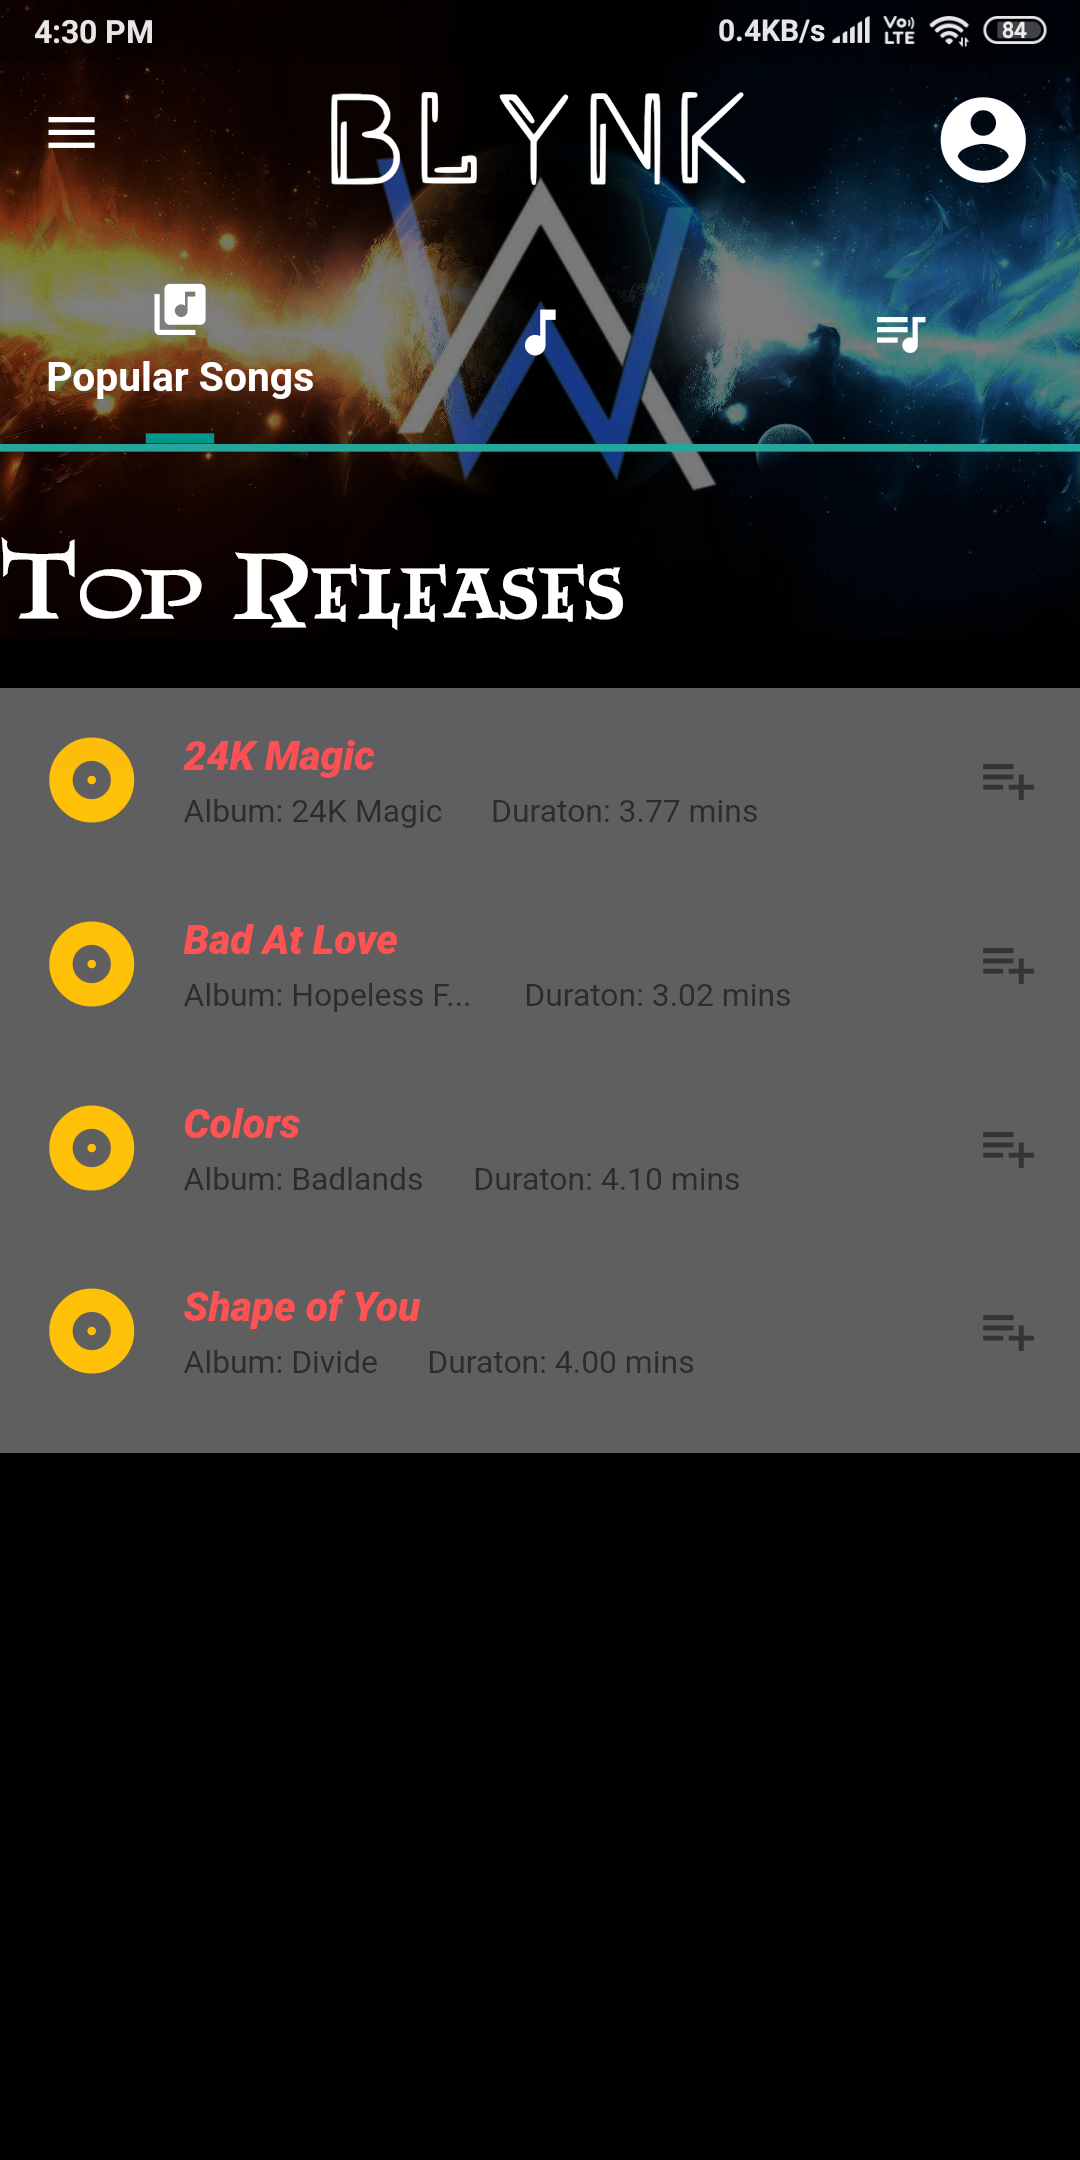 4:30 PM 0.4KB/s Vo)) LTE 84
BLYNK
Popular Songs
Top Releases
24K Magic
Album: 24K Magic Duraton: 3.77 mins
Bad At Love
Album: Hopeless F... Duraton: 3.02 mins
Colors
Album: Badlands Duraton: 4.10 mins
Shape of You
Album: Divide Duraton: 4.00 mins